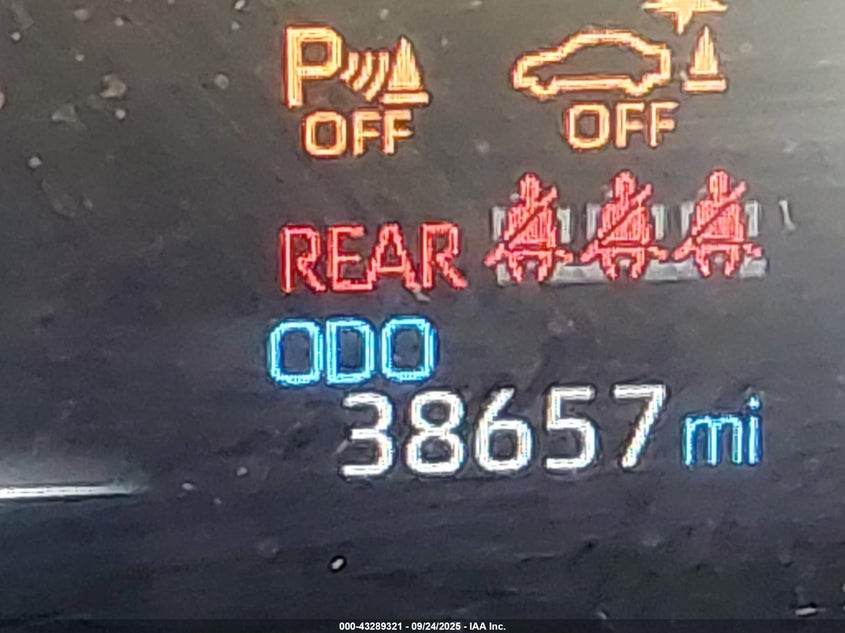 P
OFF
OFF
REAR
ODO
38657 mi
000-43289321 - 09/24/2025 - IAA Inc.